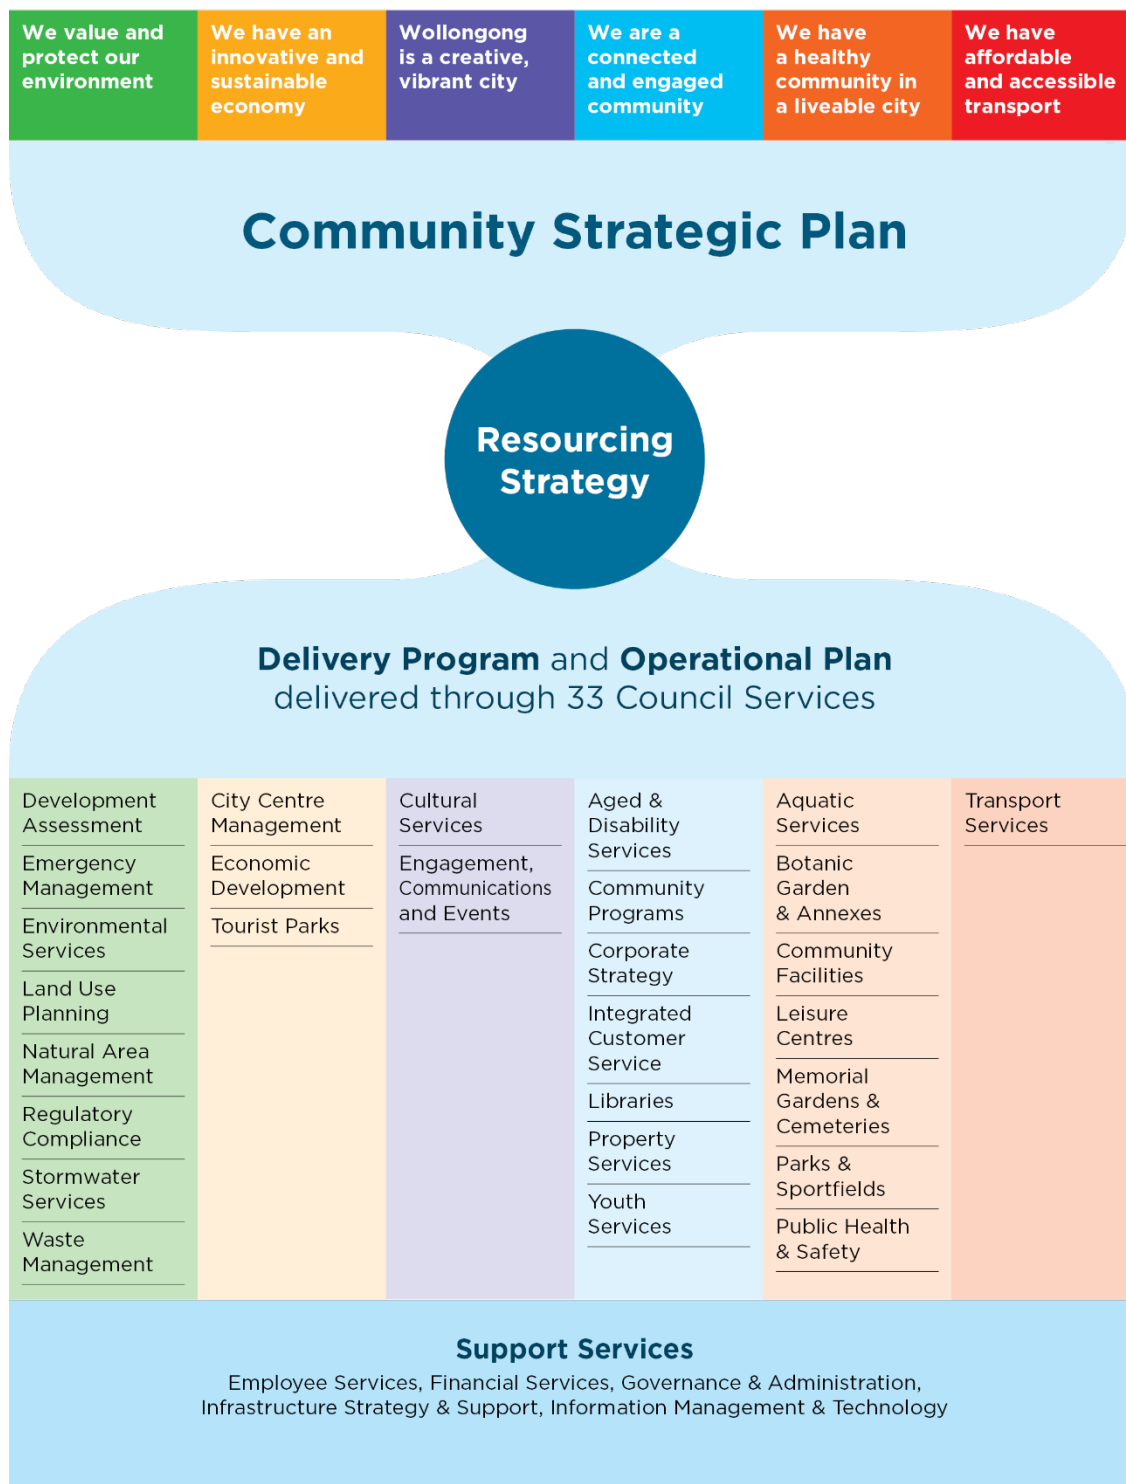 We value and
protect our
environment
We have an
innovative and
sustainable
economy
Wollongong
is a creative,
vibrant city
We are a
connected
and engaged
community
We have
a healthy
community in
a liveable city
We have
affordable
and accessible
transport
Community Strategic Plan
Resourcing
Strategy
Delivery Program and Operational Plan
delivered through 33 Council Services
Development
Assessment
Emergency
Management
Environmental
Services
Land Use
Planning
Natural Area
Management
Regulatory
Compliance
Stormwater
Services
Waste
Management
City Centre
Management
Economic
Development
Tourist Parks
Cultural
Services
Engagement,
Communications
and Events
Aged &
Disability
Services
Community
Programs
Corporate
Strategy
Integrated
Customer
Service
Libraries
Property
Services
Youth
Services
Aquatic
Services
Botanic
Garden
& Annexes
Community
Facilities
Leisure
Centres
Memorial
Gardens &
Cemeteries
Parks &
Sportfields
Public Health
& Safety
Transport
Services
Support Services
Employee Services, Financial Services, Governance & Administration,
Infrastructure Strategy & Support, Information Management & Technology